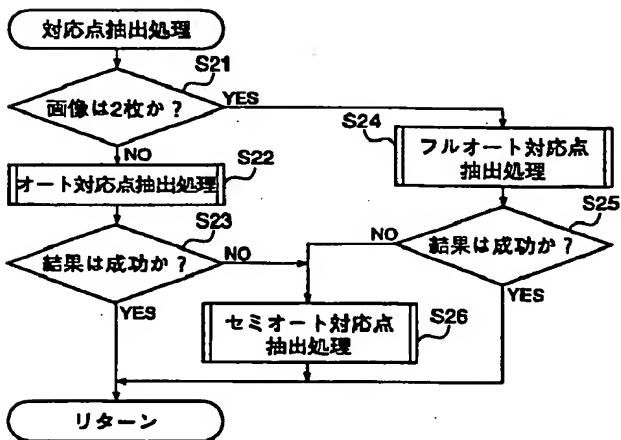 対応点抽出処理
S21
画像は2枚か?
YES
NO
S24
フルオート対応点
抽出処理
S22
オート対応点抽出処理
S23
結果は成功か?
NO
YES
S25
結果は成功か?
NO
YES
セミオート対応点
抽出処理
S26
リターン